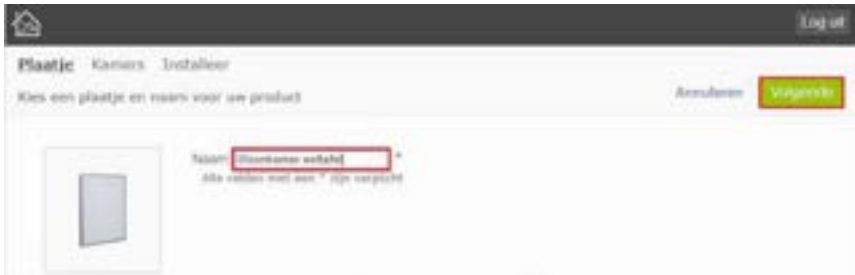 Log uit
Plaatje Kamers Installeer
Kies een plaatje en naam voor uw product
Annuleren Volgende
Naam Woonkamer eettafel *
Alle velden met een * zijn verplicht